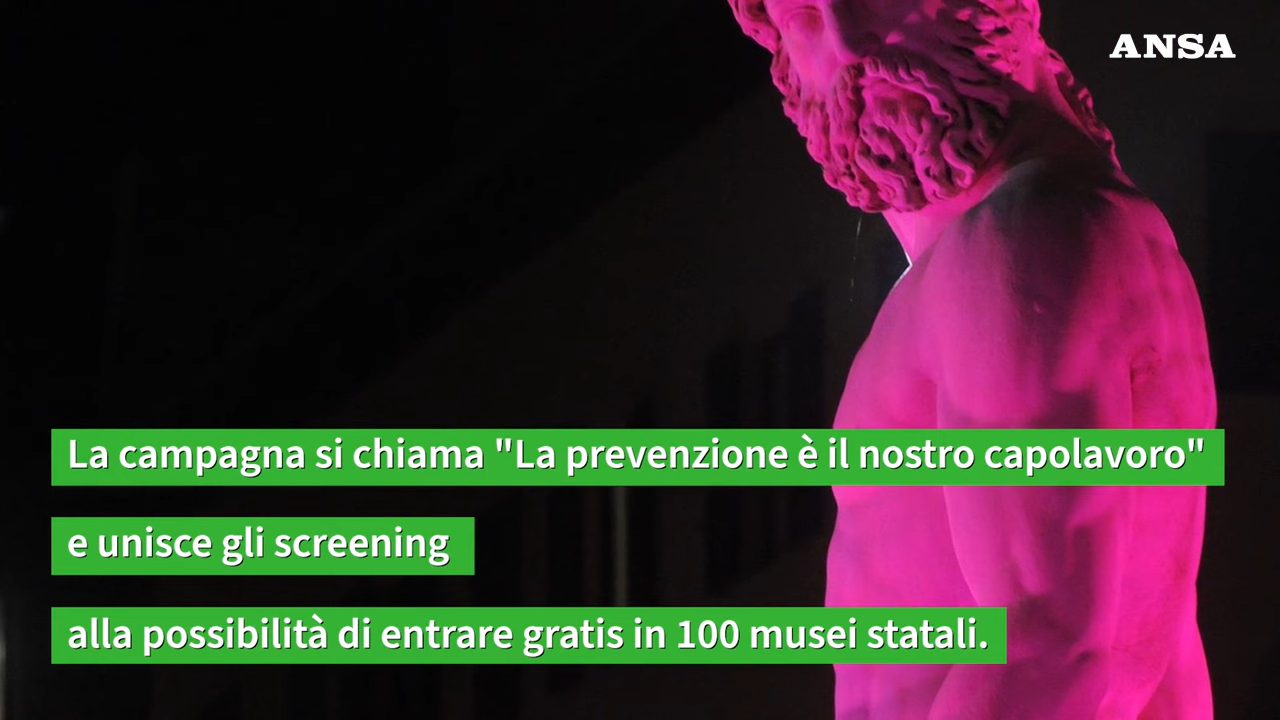 ANSA
La campagna si chiama "La prevenzione è il nostro capolavoro"
e unisce gli screening
alla possibilità di entrare gratis in 100 musei statali.